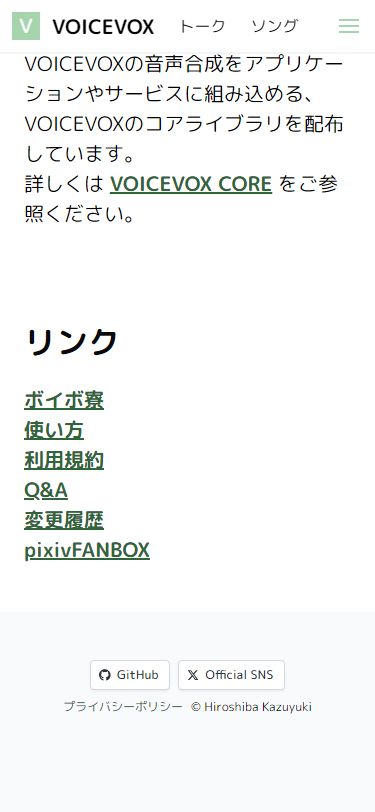 V VOICEVOX トーク ソング
VOICEVOXの音声合成をアプリケー
ションやサービスに組み込める、
VOICEVOXのコアライブラリを配布
しています。
詳しくは VOICEVOX CORE をご参
照ください。
リンク
ボイボ寮
使い方
利用規約
Q&A
変更履歴
pixivFANBOX
GitHub Official SNS
プライバシーポリシー © Hiroshiba Kazuyuki